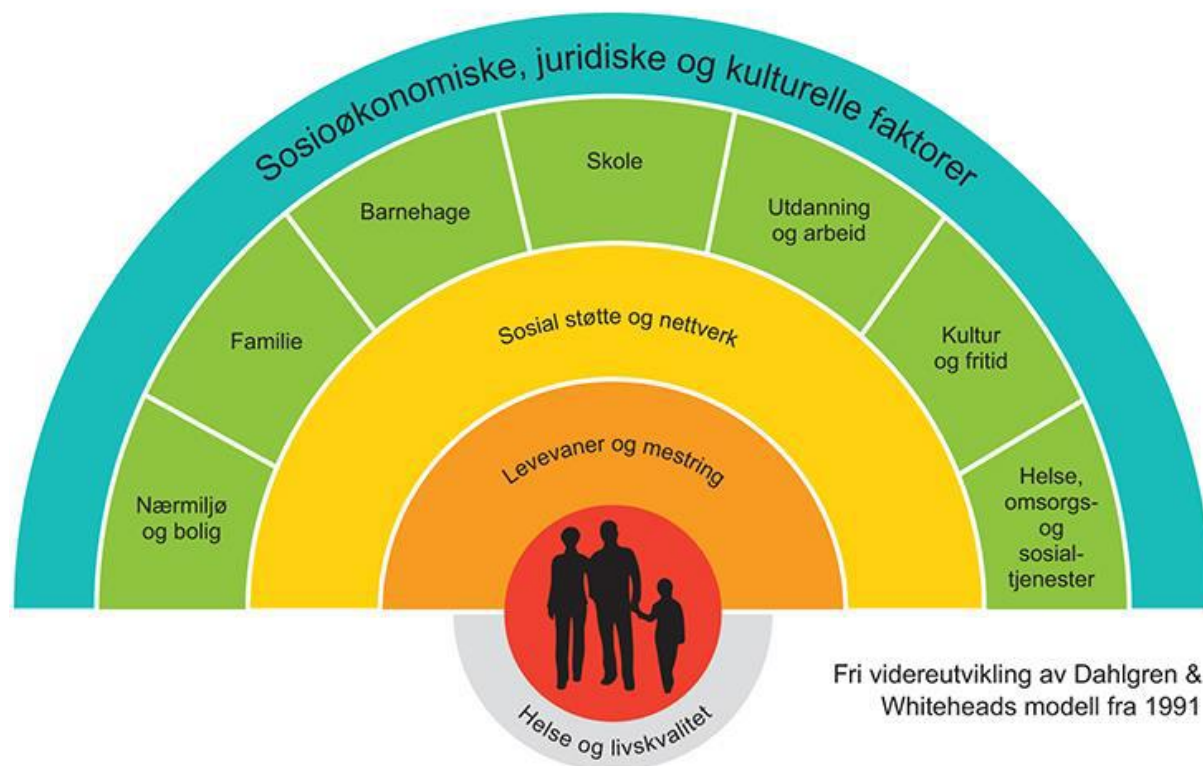 Sosioøkonomiske, juridiske og kulturelle faktorer
Nærmiljø
og bolig
Familie
Barnehage
Skole
Utdanning
og arbeid
Kultur
og fritid
Helse,
omsorgs-
og
sosial-
tjenester
Sosial støtte og nettverk
Levevaner og mestring
Helse og livskvalitet
Fri videreutvikling av Dahlgren &
Whiteheads modell fra 1991